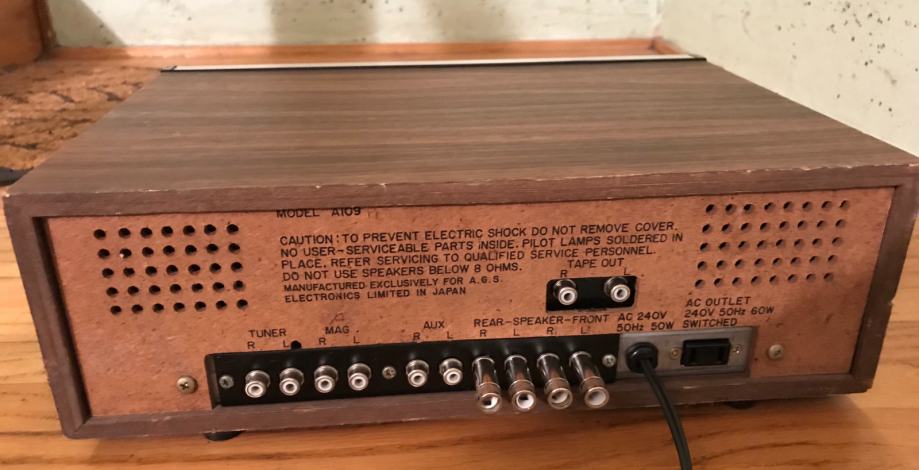 MODEL A109
CAUTION: TO PREVENT ELECTRIC SHOCK DO NOT REMOVE COVER.
NO USER-SERVICEABLE PARTS INSIDE. PILOT LAMPS SOLDERED IN
PLACE. REFER SERVICING TO QUALIFIED SERVICE PERSONNEL.
DO NOT USE SPEAKERS BELOW 8 OHMS.
MANUFACTURED EXCLUSIVELY FOR A.G.S.
ELECTRONICS LIMITED IN JAPAN
TAPE OUT
R L
TUNER
R L
MAG
R L
AUX
R L
REAR-SPEAKER-FRONT
R L R L
AC 240V
50Hz 50W
AC OUTLET
240V 50Hz 60W
SWITCHED